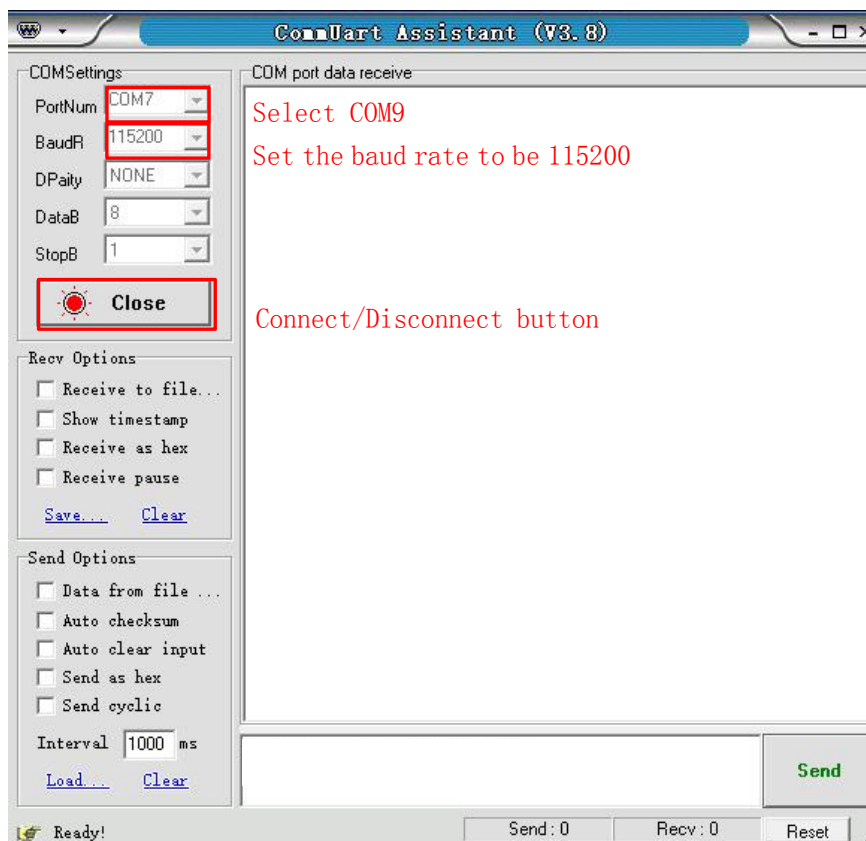 CommUart Assistant (V3.8)
COMSettings
PortNum COM7
BaudR 115200
DPaity NONE
DataB 8
StopB 1
Close
Recv Options
Receive to file...
Show timestamp
Receive as hex
Receive pause
Save... Clear
Send Options
Data from file ...
Auto checksum
Auto clear input
Send as hex
Send cyclic
Interval 1000 ms
Load... Clear
COM port data receive
Select COM9
Set the baud rate to be 115200
Connect/Disconnect button
Send
Ready!
Send : 0
Recv : 0
Reset